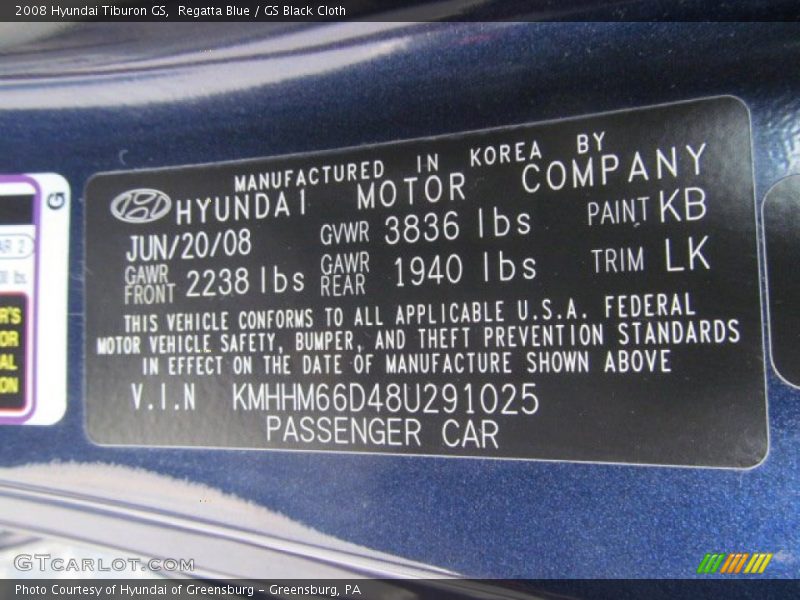 2008 Hyundai Tiburon GS, Regatta Blue / GS Black Cloth
MANUFACTURED IN KOREA BY
HYUNDAI MOTOR COMPANY
JUN/20/08 GVWR 3836 lbs PAINT KB
GAWR FRONT 2238 lbs GAWR REAR 1940 lbs TRIM LK
THIS VEHICLE CONFORMS TO ALL APPLICABLE U.S.A. FEDERAL
MOTOR VEHICLE SAFETY, BUMPER, AND THEFT PREVENTION STANDARDS
IN EFFECT ON THE DATE OF MANUFACTURE SHOWN ABOVE
V.I.N KMHHM66D48U291025
PASSENGER CAR
G
GTCARLOT.COM
Photo Courtesy of Hyundai of Greensburg - Greensburg, PA